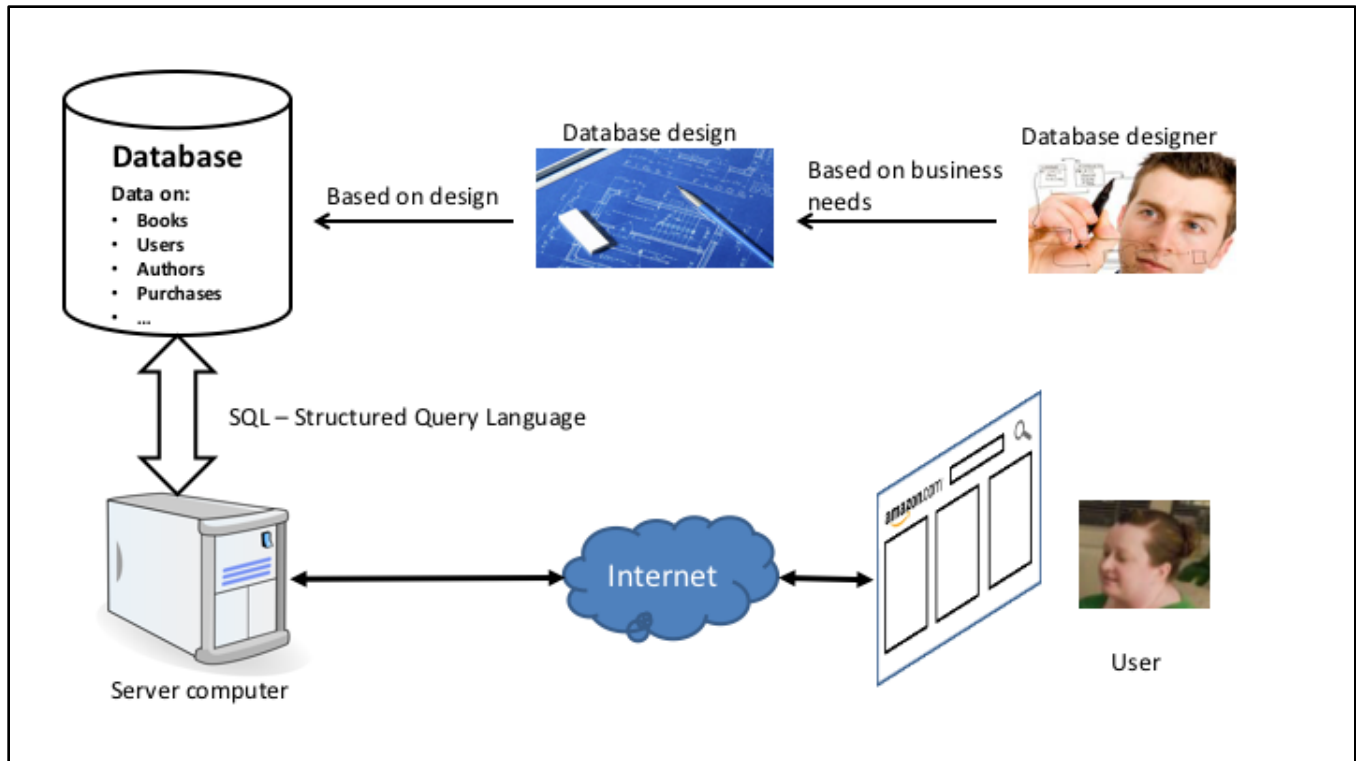 Database
Data on:
• Books
• Users
• Authors
• Purchases
• ...
Based on design
Database design
Based on business
needs
Database designer
SQL – Structured Query Language
Server computer
Internet
amazon.com
User